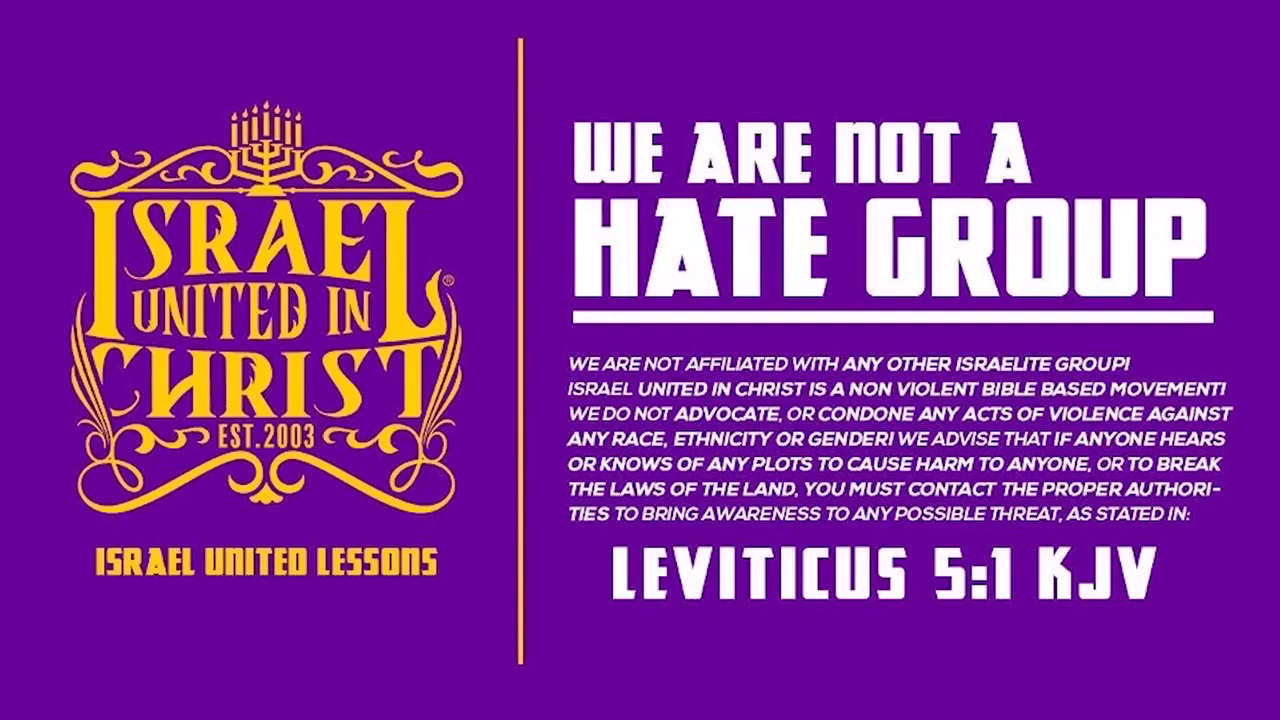 ISRAEL
UNITED IN
CHRIST
EST.2003
®
ISRAEL UNITED LESSONS
WE ARE NOT A
HATE GROUP
WE ARE NOT AFFILIATED WITH ANY OTHER ISRAELITE GROUP!
ISRAEL UNITED IN CHRIST IS A NON VIOLENT BIBLE BASED MOVEMENT!
WE DO NOT ADVOCATE, OR CONDONE ANY ACTS OF VIOLENCE AGAINST
ANY RACE, ETHNICITY OR GENDER! WE ADVISE THAT IF ANYONE HEARS
OR KNOWS OF ANY PLOTS TO CAUSE HARM TO ANYONE, OR TO BREAK
THE LAWS OF THE LAND, YOU MUST CONTACT THE PROPER AUTHORI-
TIES TO BRING AWARENESS TO ANY POSSIBLE THREAT, AS STATED IN:
LEVITICUS 5:1 KJV